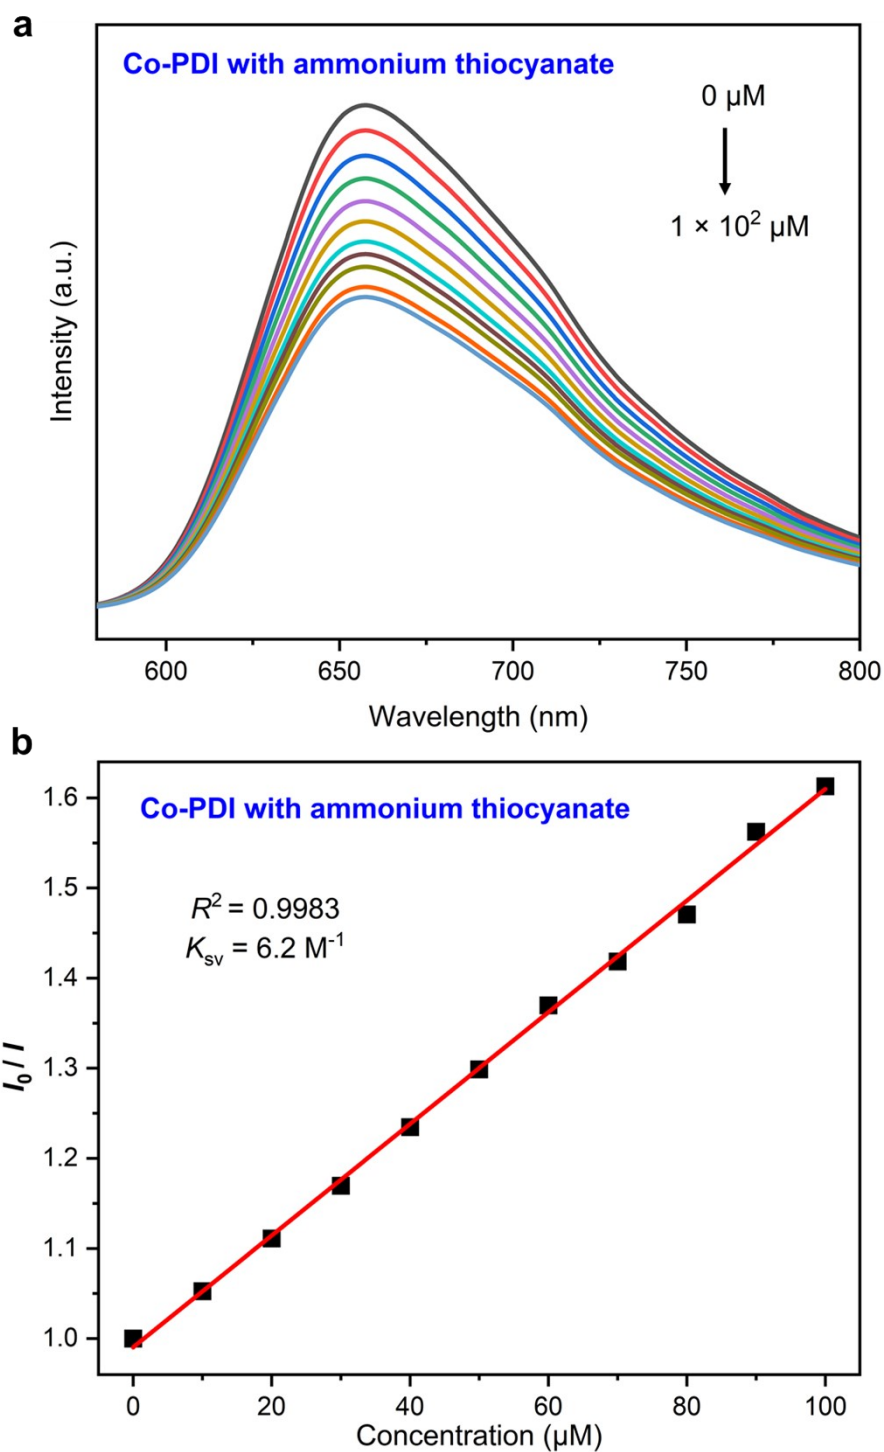 a
Co-PDI with ammonium thiocyanate
0 µM
1 × 10² µM
Intensity (a.u.)
600 650 700 750 800
Wavelength (nm)
b
Co-PDI with ammonium thiocyanate
R² = 0.9983
Ksv = 6.2 M⁻¹
1.6
1.5
1.4
1.3
1.2
1.1
1.0
I₀ / I
0 20 40 60 80 100
Concentration (µM)